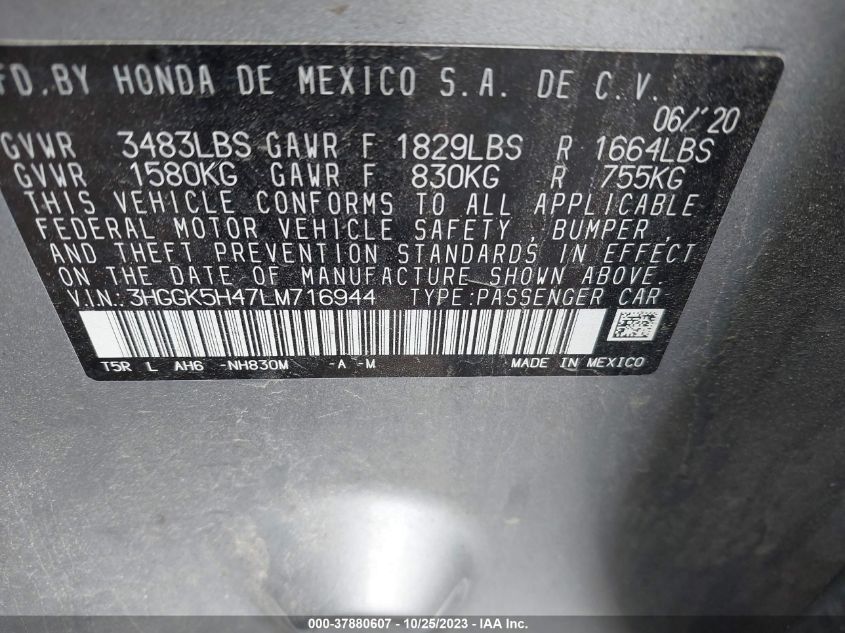 FD. BY HONDA DE MEXICO S.A. DE C.V.
06/'20
GVWR 3483LBS GAWR F 1829LBS R 1664LBS
GVWR 1580KG GAWR F 830KG R 755KG
THIS VEHICLE CONFORMS TO ALL APPLICABLE
FEDERAL MOTOR VEHICLE SAFETY, BUMPER,
AND THEFT PREVENTION STANDARDS IN EFFECT
ON THE DATE OF MANUFACTURE SHOWN ABOVE.
V.I.N: 3HGGK5H47LM716944 TYPE:PASSENGER CAR
T5R L AH6 -NH830M -A -M MADE IN MEXICO
000-37880607 - 10/25/2023 - IAA Inc.